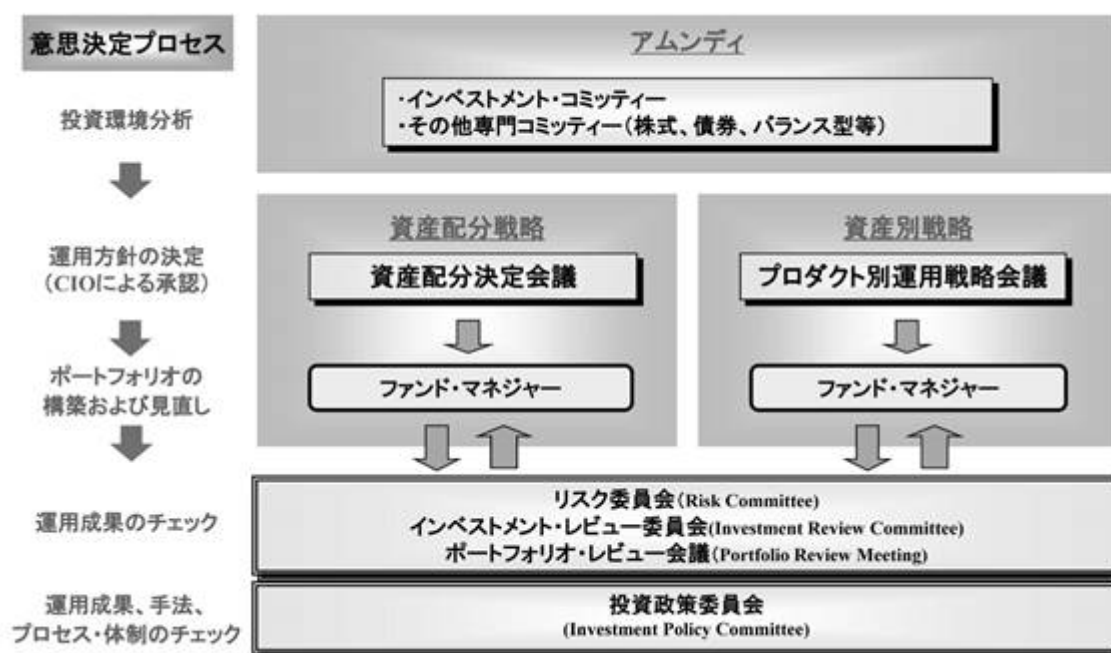 意思決定プロセス
アムンディ
投資環境分析
・インベストメント・コミッティー
・その他専門コミッティー(株式、債券、バランス型等)
運用方針の決定
(CIOによる承認)
資産配分戦略
資産配分決定会議
資産別戦略
プロダクト別運用戦略会議
ポートフォリオの
構築および見直し
ファンド・マネジャー
ファンド・マネジャー
運用成果のチェック
リスク委員会(Risk Committee)
インベストメント・レビュー委員会(Investment Review Committee)
ポートフォリオ・レビュー会議(Portfolio Review Meeting)
運用成果、手法、
プロセス・体制のチェック
投資政策委員会
(Investment Policy Committee)